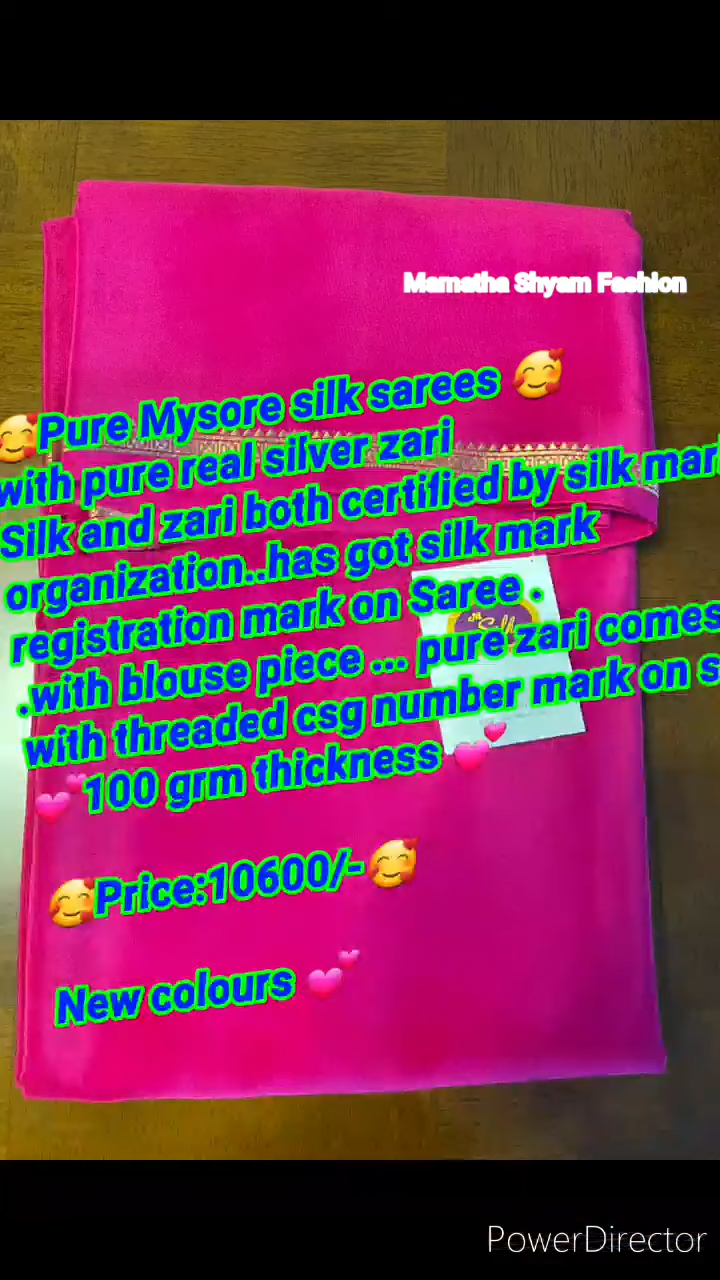 Mamatha Shyam Fashion
🥰Pure Mysore silk sarees 🥰
with pure real silver zari
Silk and zari both certified by silk mar
organization..has got silk mark
registration mark on Saree .
.with blouse piece ... pure zari comes
with threaded csg number mark on s
💕100 grm thickness 💕
🥰Price:10600/-🥰
New colours 💕
PowerDirector